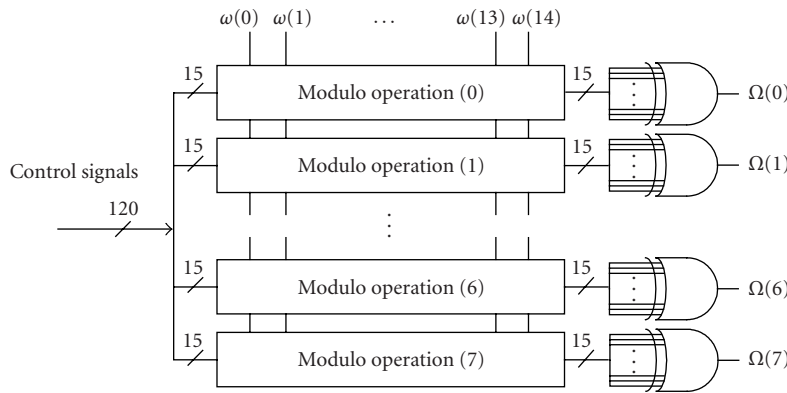 ω(0) ω(1) ... ω(13) ω(14)
15 Modulo operation (0) 15 Ω(0)
15 Modulo operation (1) 15 Ω(1)
Control signals
120
15 Modulo operation (6) 15 Ω(6)
15 Modulo operation (7) 15 Ω(7)